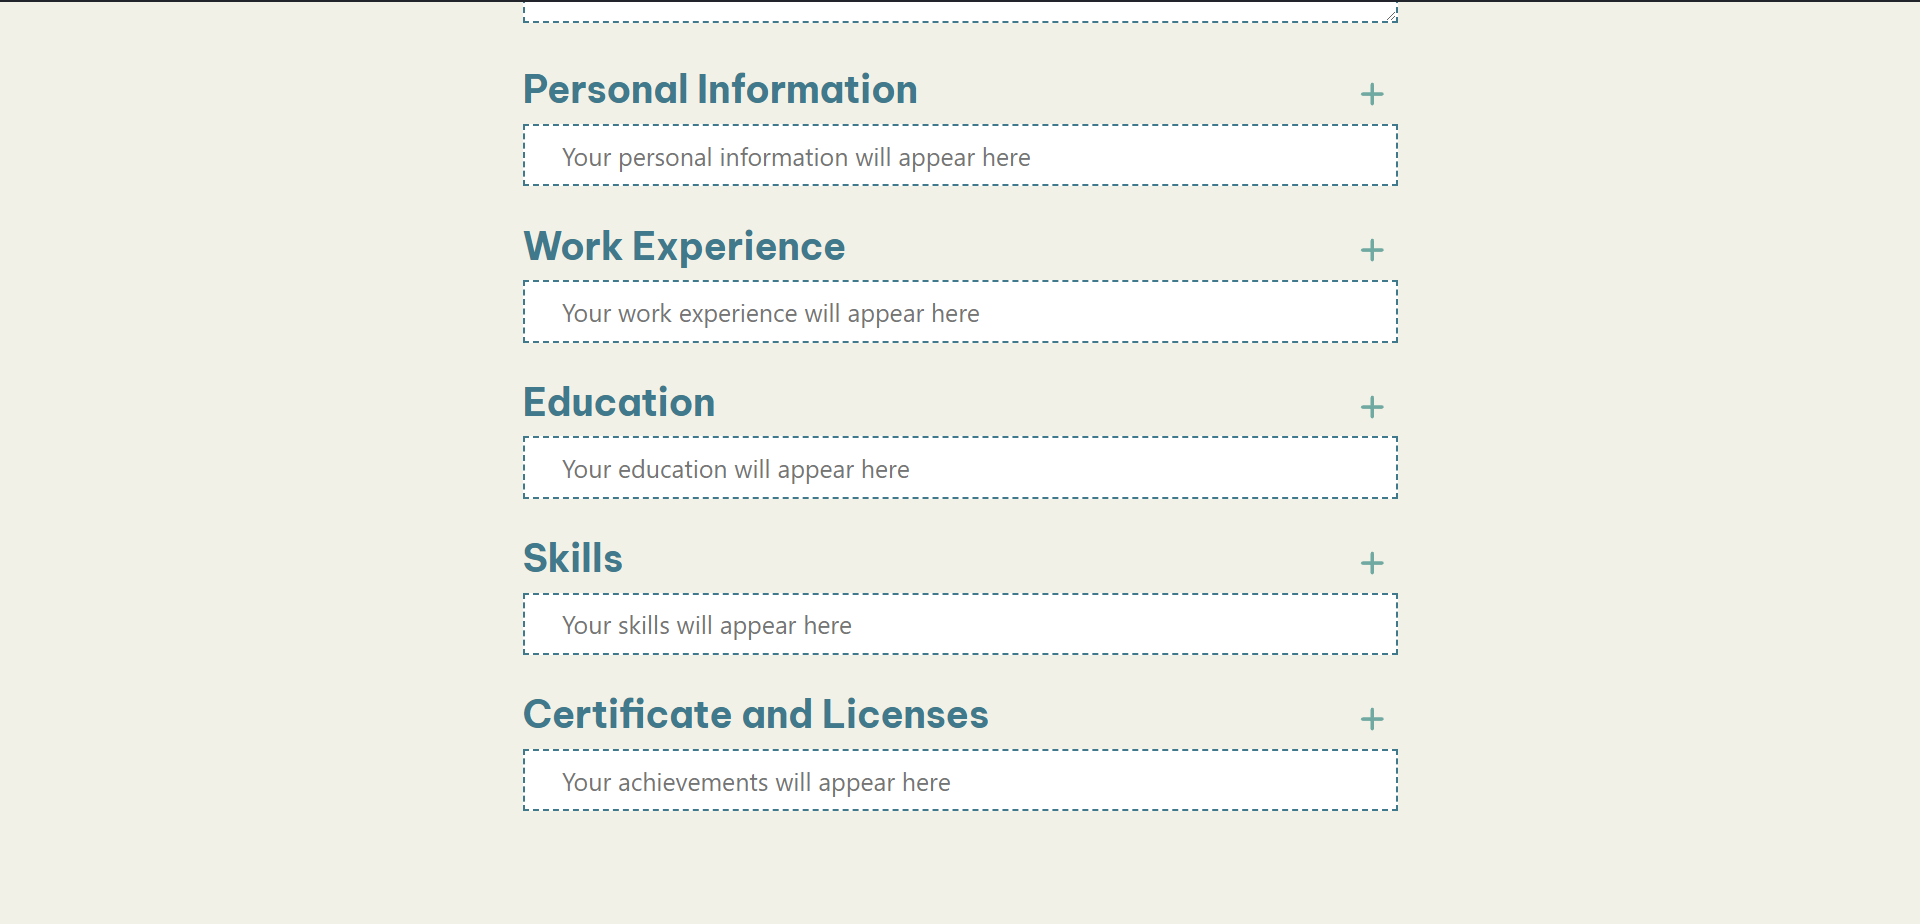 Personal Information
Your personal information will appear here
Work Experience
Your work experience will appear here
Education
Your education will appear here
Skills
Your skills will appear here
Certificate and Licenses
Your achievements will appear here